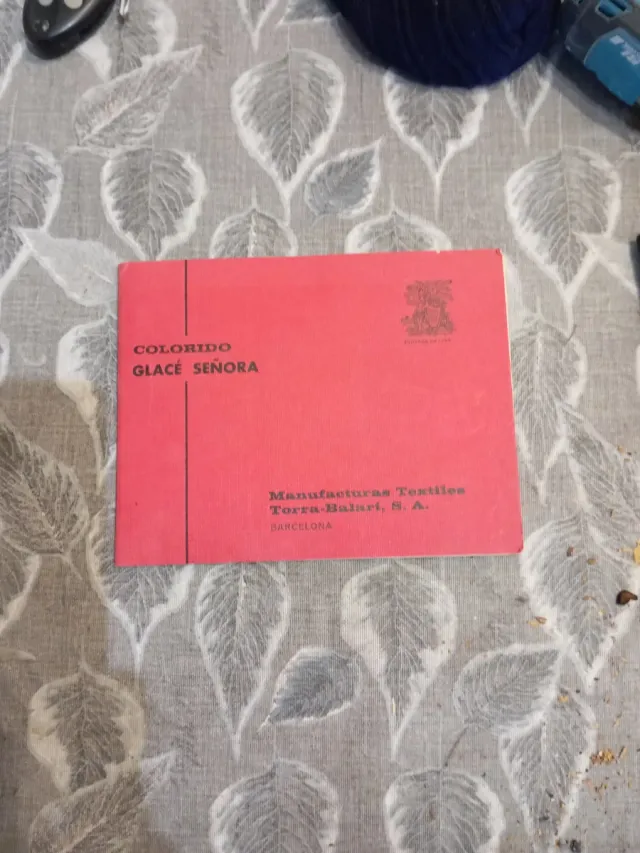 COLORIDO
GLACÉ SEÑORA
Manufacturas Textiles
Torra-Balari, S. A.
BARCELONA